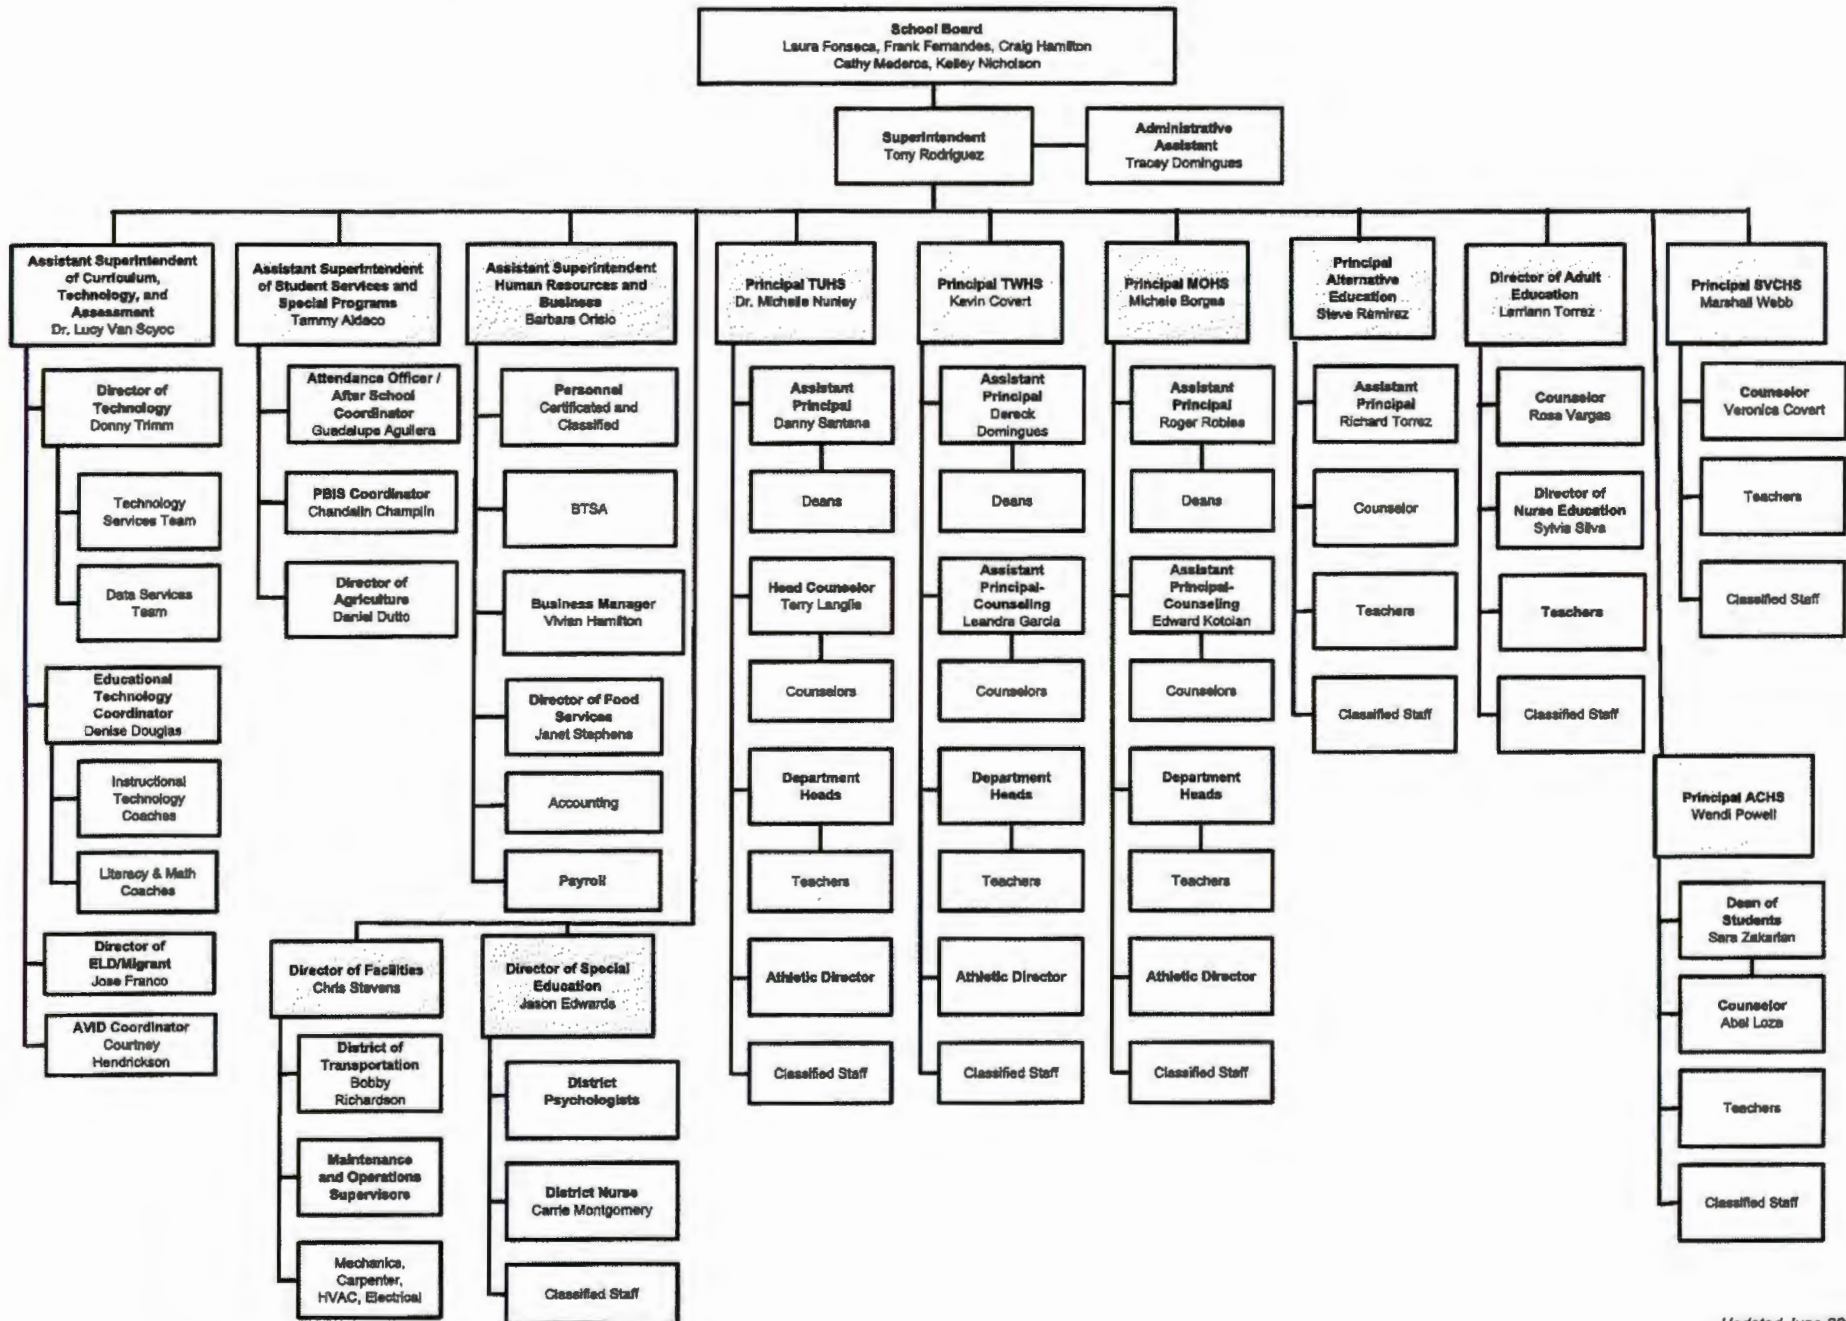 School Board
Laura Fonseca, Frank Fernandes, Craig Hamilton
Cathy Mederos, Kelley Nicholson
Superintendent
Tony Rodriguez
Administrative
Assistant
Tracey Domingues
Assistant Superintendent
of Curriculum,
Technology, and
Assessment
Dr. Lucy Van Scyoc
Director of
Technology
Donny Trimm
Technology
Services Team
Data Services
Team
Educational
Technology
Coordinator
Denise Douglas
Instructional
Technology
Coaches
Literacy & Math
Coaches
Director of
ELD/Migrant
Jose Franco
AVID Coordinator
Courtney
Hendrickson
Assistant Superintendent
of Student Services and
Special Programs
Tammy Aldaco
Attendance Officer /
After School
Coordinator
Guadalupe Aguilera
PBIS Coordinator
Chandalin Champlin
Director of
Agriculture
Daniel Dutto
Assistant Superintendent
Human Resources and
Business
Barbara Orisio
Personnel
Certificated and
Classified
BTSA
Business Manager
Vivian Hamilton
Director of Food
Services
Janet Stephens
Accounting
Payroll
Director of Facilities
Chris Stevens
District of
Transportation
Bobby
Richardson
Maintenance
and Operations
Supervisors
Mechanics,
Carpenter,
HVAC, Electrical
Director of Special
Education
Jason Edwards
District
Psychologists
District Nurse
Carrie Montgomery
Classified Staff
Principal TUHS
Dr. Michelle Nunley
Assistant
Principal
Danny Santana
Deans
Head Counselor
Terry Langlie
Counselors
Department
Heads
Teachers
Athletic Director
Classified Staff
Principal TWHS
Kevin Covert
Assistant
Principal
Dereck
Domingues
Deans
Assistant
Principal-
Counseling
Leandra Garcia
Counselors
Department
Heads
Teachers
Athletic Director
Classified Staff
Principal MOHS
Michele Borges
Assistant
Principal
Roger Robles
Deans
Assistant
Principal-
Counseling
Edward Kotoian
Counselors
Department
Heads
Teachers
Athletic Director
Classified Staff
Principal
Alternative
Education
Steve Ramirez
Assistant
Principal
Richard Torrez
Counselor
Teachers
Classified Staff
Director of Adult
Education
Larriann Torrez
Counselor
Rosa Vargas
Director of
Nurse Education
Sylvia Silva
Teachers
Classified Staff
Principal SVCHS
Marshall Webb
Counselor
Veronica Covert
Teachers
Classified Staff
Principal ACHS
Wendi Powell
Dean of
Students
Sara Zakarian
Counselor
Abel Loza
Teachers
Classified Staff